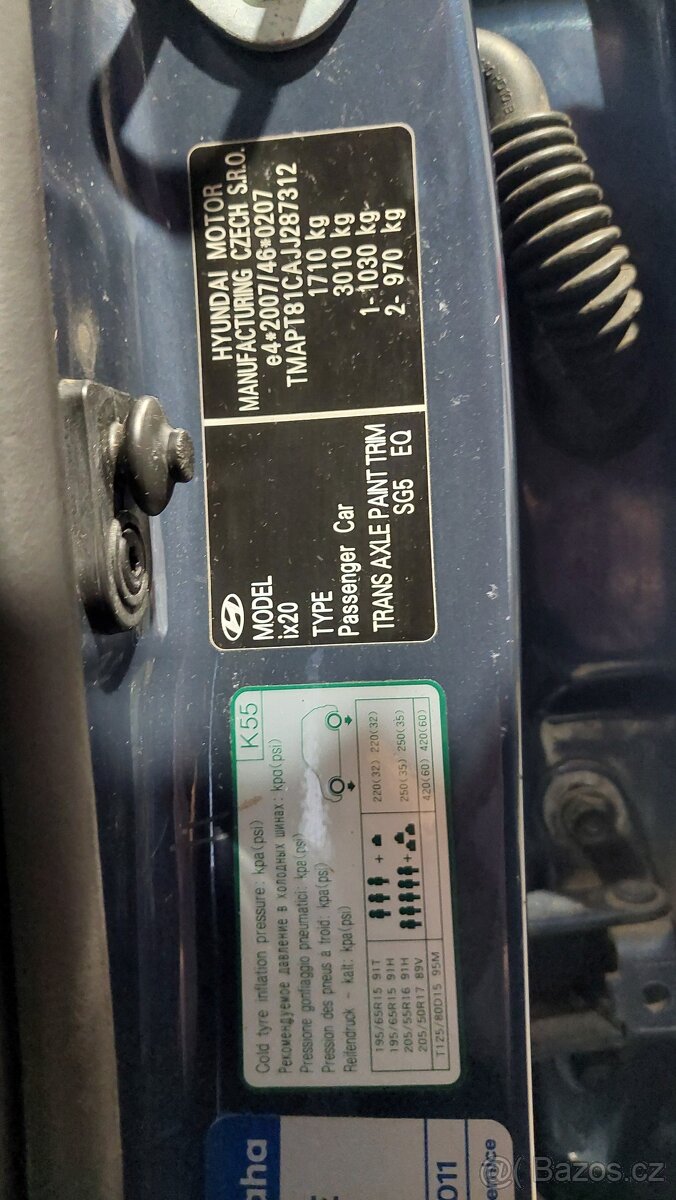 HYUNDAI MOTOR
MANUFACTURING CZECH S.R.O.
e4*2007/46*0207
TMAPT81CAJJ287312
1710 kg
3010 kg
1- 1030 kg
2- 970 kg
MODEL
ix20
TYPE
Passenger Car
TRANS AXLE PAINT TRIM
SG5 EQ
K55
Cold tyre inflation pressure: kpa(psi)
Рекомендуемое давление в холодных шинах: kpa(psi)
Pressione gonfiaggio pneumatici: kpa(psi)
Pression des pneus a froid: kpa(psi)
Reifendruck - kalt: kpa(psi)
195/65R15 91T
195/65R15 91H
205/55R16 91H
205/50R17 89V
T125/80D15 95M
220(32) 220(32)
250(35) 250(35)
420(60) 420(60)
aha
011
ervice
Bazos.cz